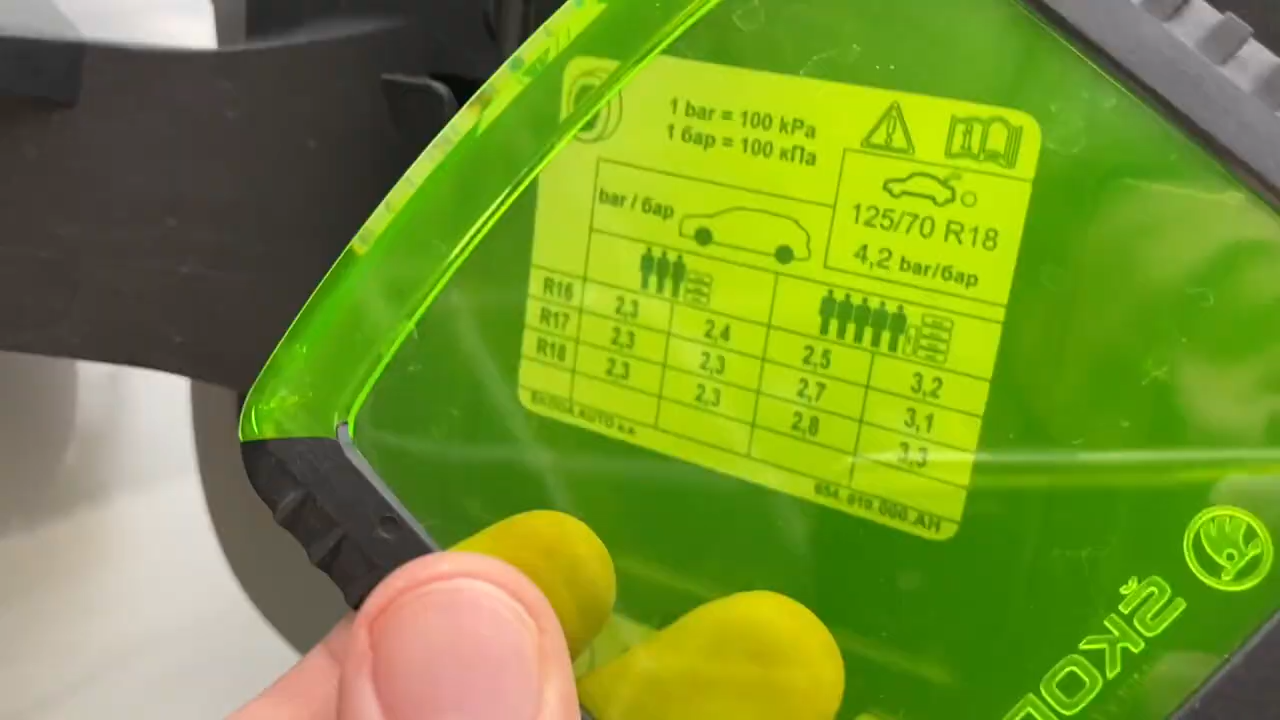 1 bar = 100 kPa
1 бар = 100 кПа
bar / бар
125/70 R18
4,2 bar/бар
R16 2,3 2,4 2,5 3,2
R17 2,3 2,3 2,7 3,1
R18 2,3 2,3 2,8 3,3
ŠKODA AUTO a.s.
654.010.000.AH
ŠKOD